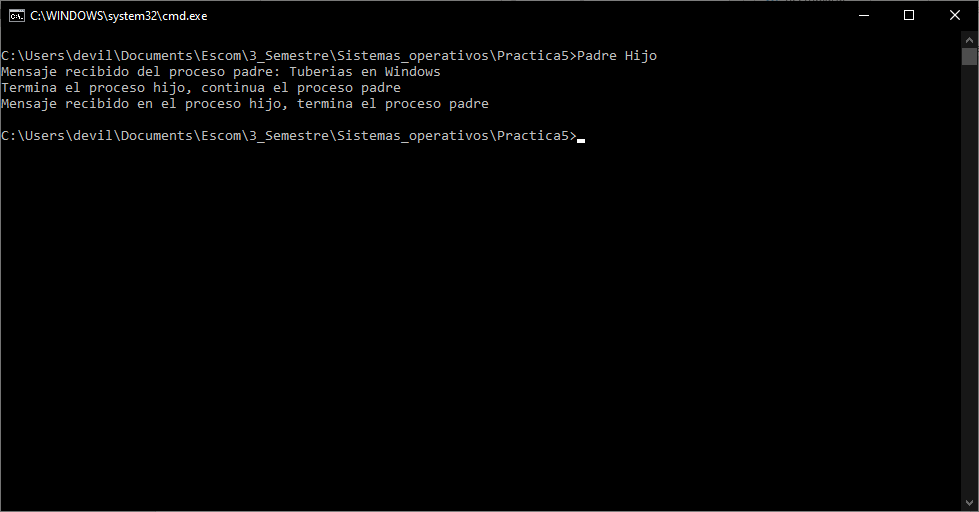 C:\WINDOWS\system32\cmd.exe
C:\Users\devil\Documents\Escom\3_Semestre\Sistemas_operativos\Practica5>Padre Hijo
Mensaje recibido del proceso padre: Tuberias en Windows
Termina el proceso hijo, continua el proceso padre
Mensaje recibido en el proceso hijo, termina el proceso padre
C:\Users\devil\Documents\Escom\3_Semestre\Sistemas_operativos\Practica5>